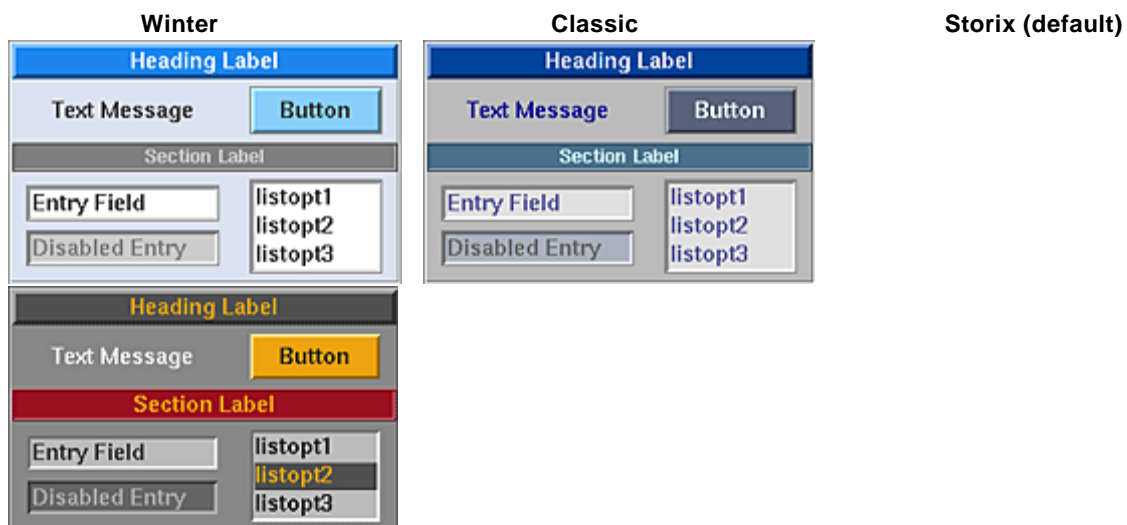 Winter Classic Storix (default)
Heading Label
Text Message Button
Section Label
Entry Field listopt1
listopt2
Disabled Entry listopt3
Heading Label
Text Message Button
Section Label
Entry Field listopt1
listopt2
Disabled Entry listopt3
Heading Label
Text Message Button
Section Label
Entry Field listopt1
listopt2
Disabled Entry listopt3